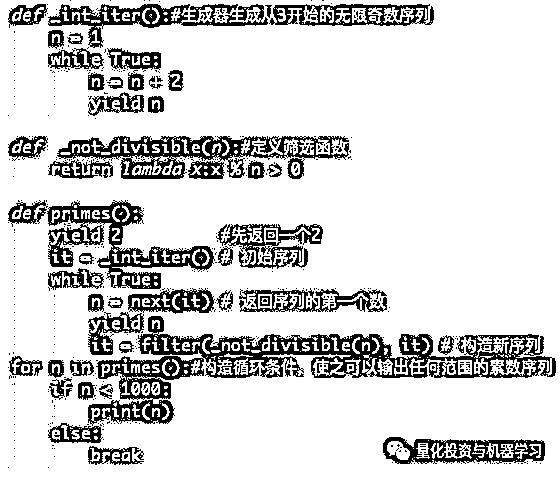 def _int_iter():#生成器生成从3开始的无限奇数序列
    n = 1
    while True:
        n = n + 2
        yield n
def _not_divisible(n):#定义筛选函数
    return lambda x:x % n > 0
def primes():
    yield 2 #先返回一个2
    it = _int_iter() # 初始序列
    while True:
        n = next(it) # 返回序列的第一个数
        yield n
        it = filter(_not_divisible(n), it) # 构造新序列
for n in primes():#构造循环条件，使之可以输出任何范围的素数序列
    if n < 1000:
        print(n)
    else:
        break
量化投资与机器学习